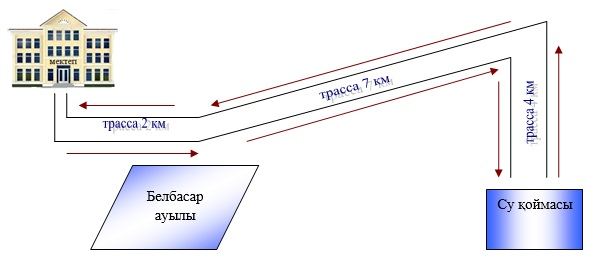 мектеп
трасса 7 км
трасса 4 км
трасса 2 км
Белбасар
ауылы
Су қоймасы